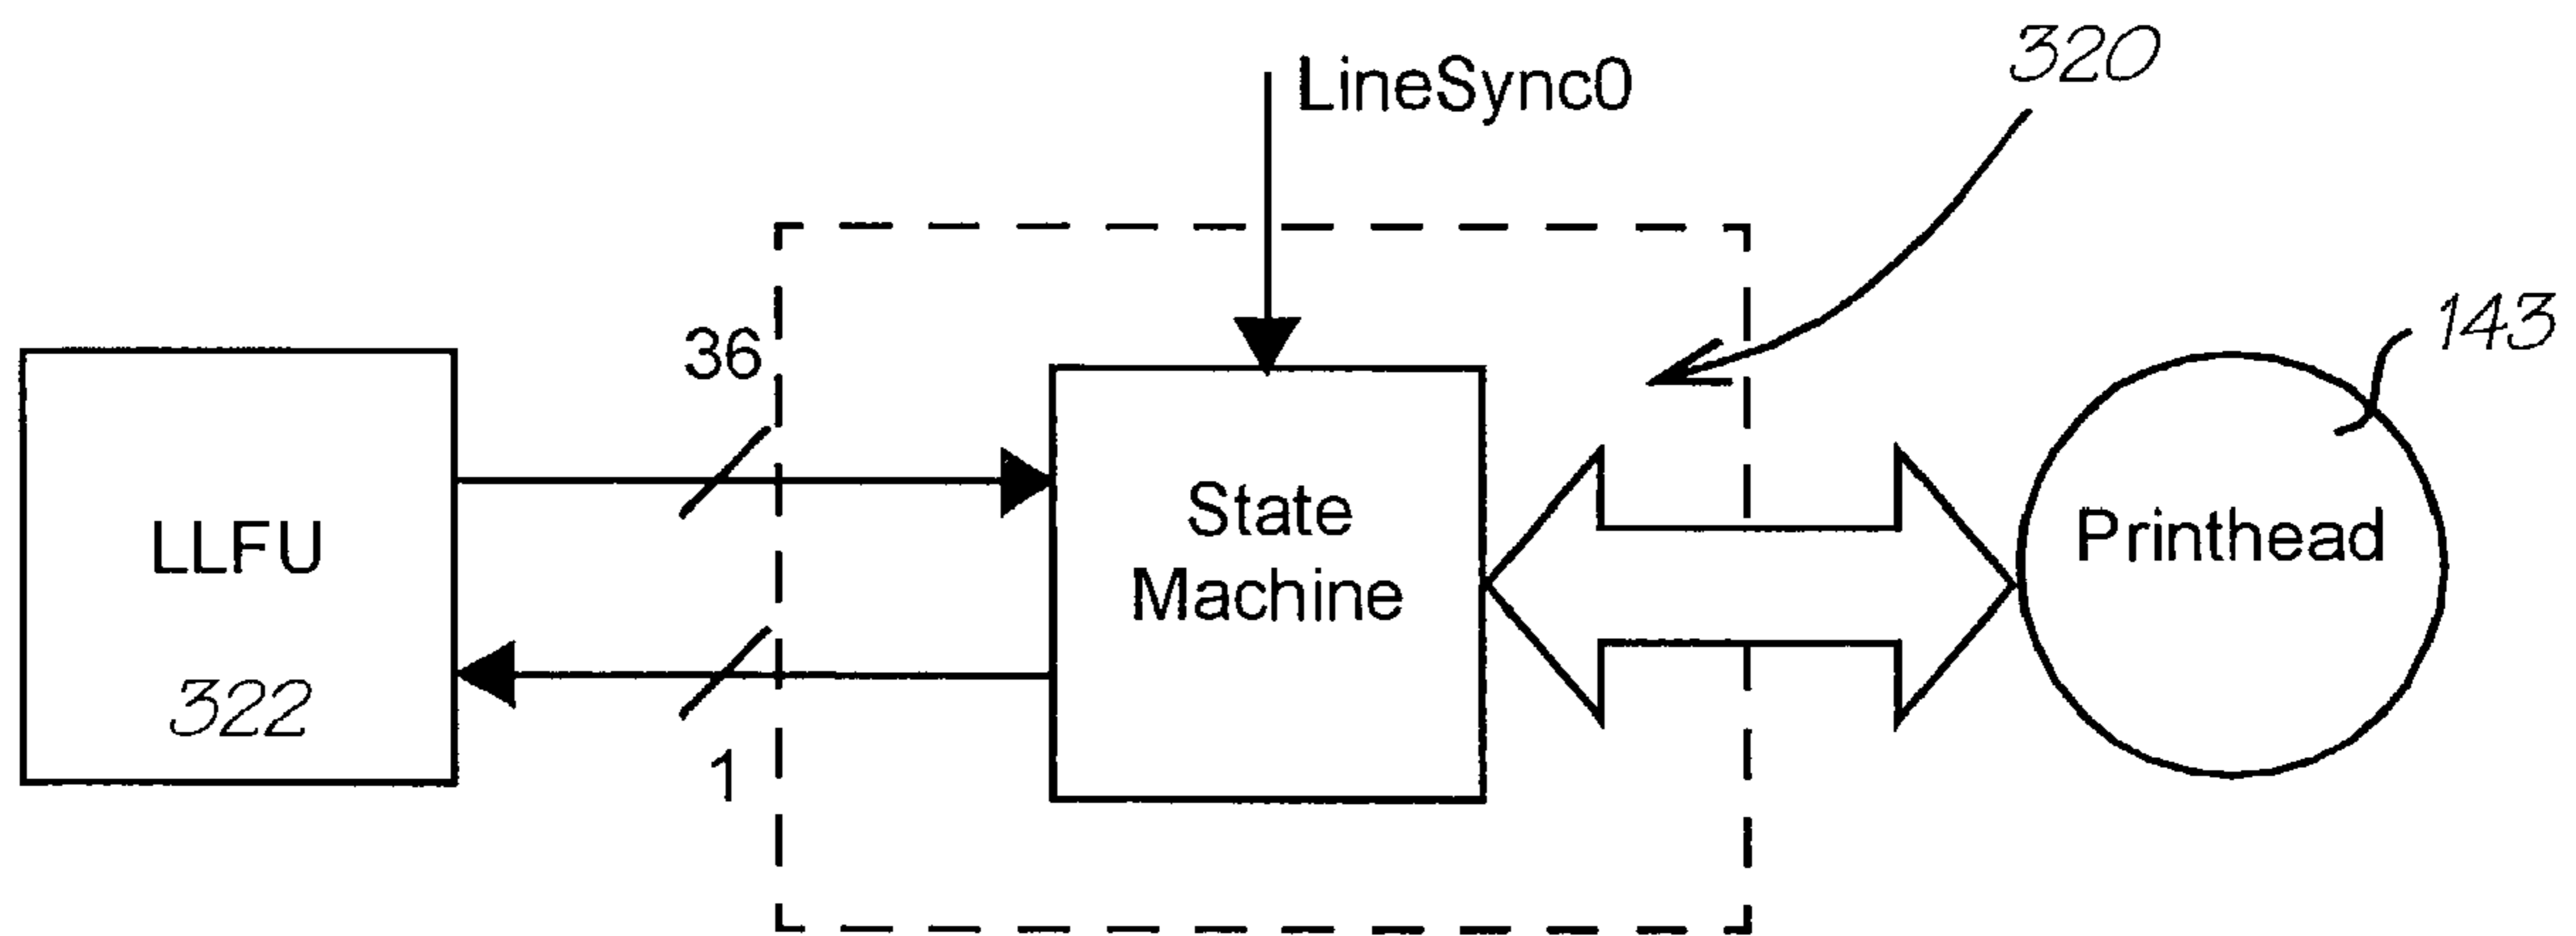 LineSync0
320
36
143
LLFU
322
State
Machine
Printhead
1